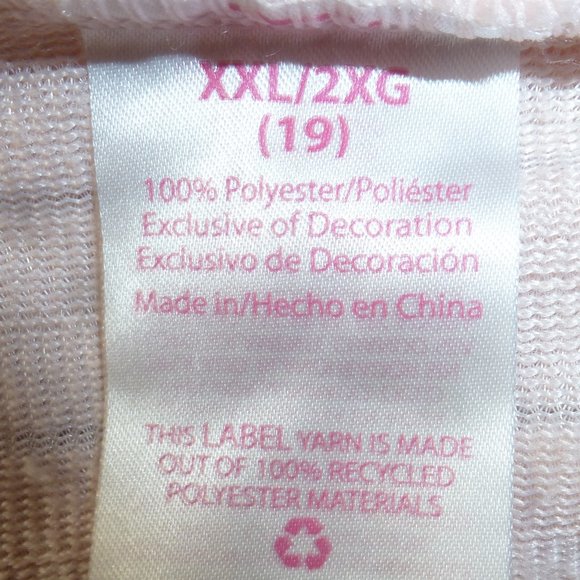 XXL/2XG
(19)
100% Polyester/Poliéster
Exclusive of Decoration
Exclusivo de Decoración
Made in/Hecho en China
THIS LABEL YARN IS MADE
OUT OF 100% RECYCLED
POLYESTER MATERIALS